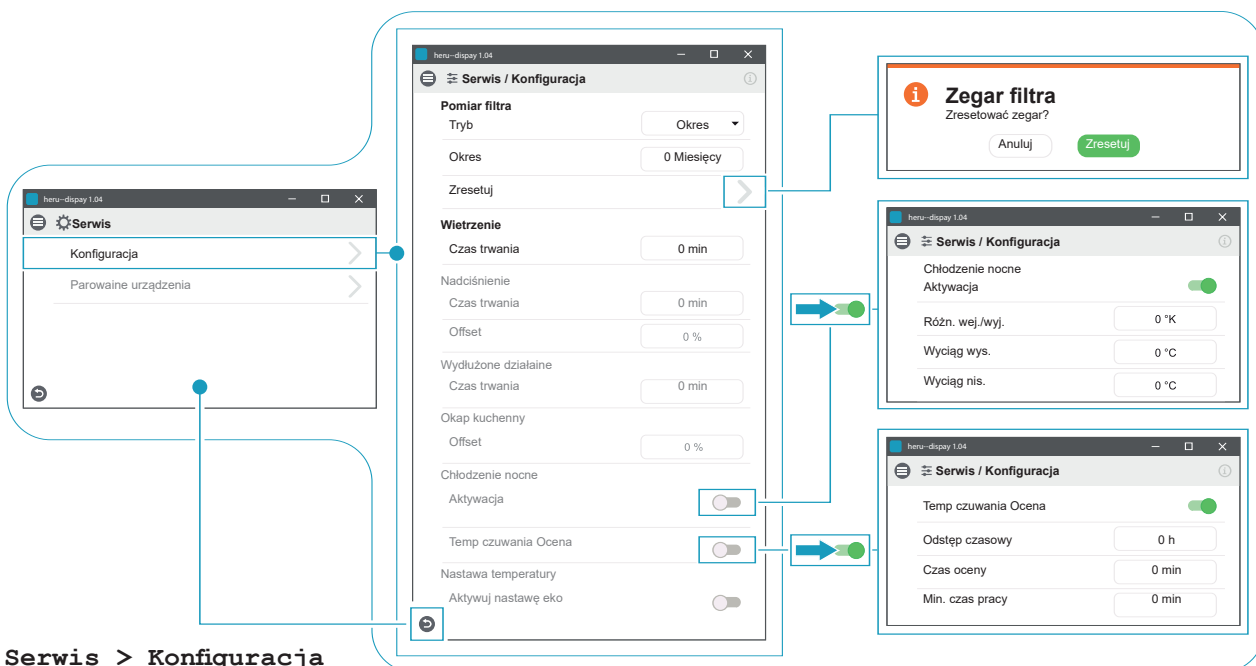 heru-dispay 1.04
Serwis
Konfiguracja
Parowaine urządzenia
heru-dispay 1.04
Serwis / Konfiguracja
Pomiar filtra
Tryb Okres
Okres 0 Miesięcy
Zresetuj
Wietrzenie
Czas trwania 0 min
Nadciśnienie
Czas trwania 0 min
Offset 0 %
Wydłużone działaine
Czas trwania 0 min
Okap kuchenny
Offset 0 %
Chłodzenie nocne
Aktywacja
Temp czuwania Ocena
Nastawa temperatury
Aktywuj nastawę eko
Zegar filtra
Zresetować zegar?
Anuluj Zresetuj
heru-dispay 1.04
Serwis / Konfiguracja
Chłodzenie nocne
Aktywacja
Różn. wej./wyj. 0 °K
Wyciąg wys. 0 °C
Wyciąg nis. 0 °C
heru-dispay 1.04
Serwis / Konfiguracja
Temp czuwania Ocena
Odstęp czasowy 0 h
Czas oceny 0 min
Min. czas pracy 0 min
Serwis > Konfiguracja